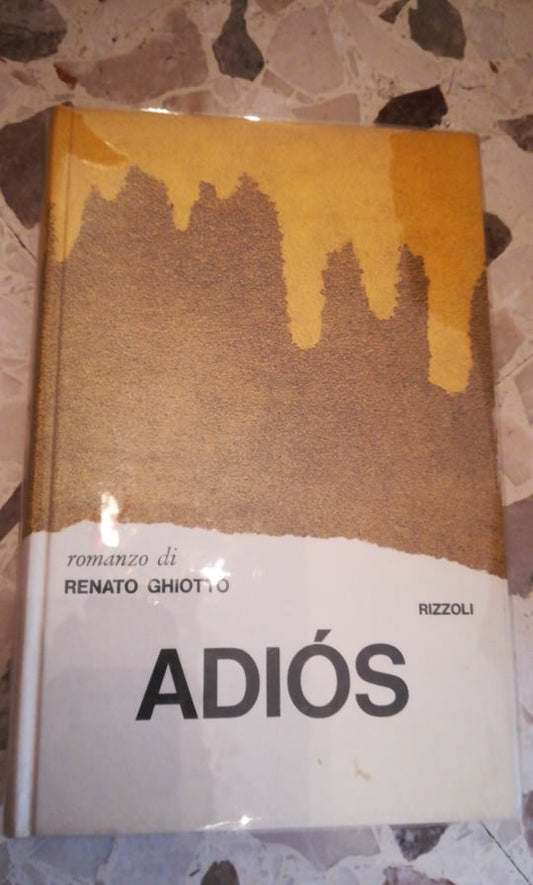 romanzo di
RENATO GHIOTTO
RIZZOLI
ADIÓS